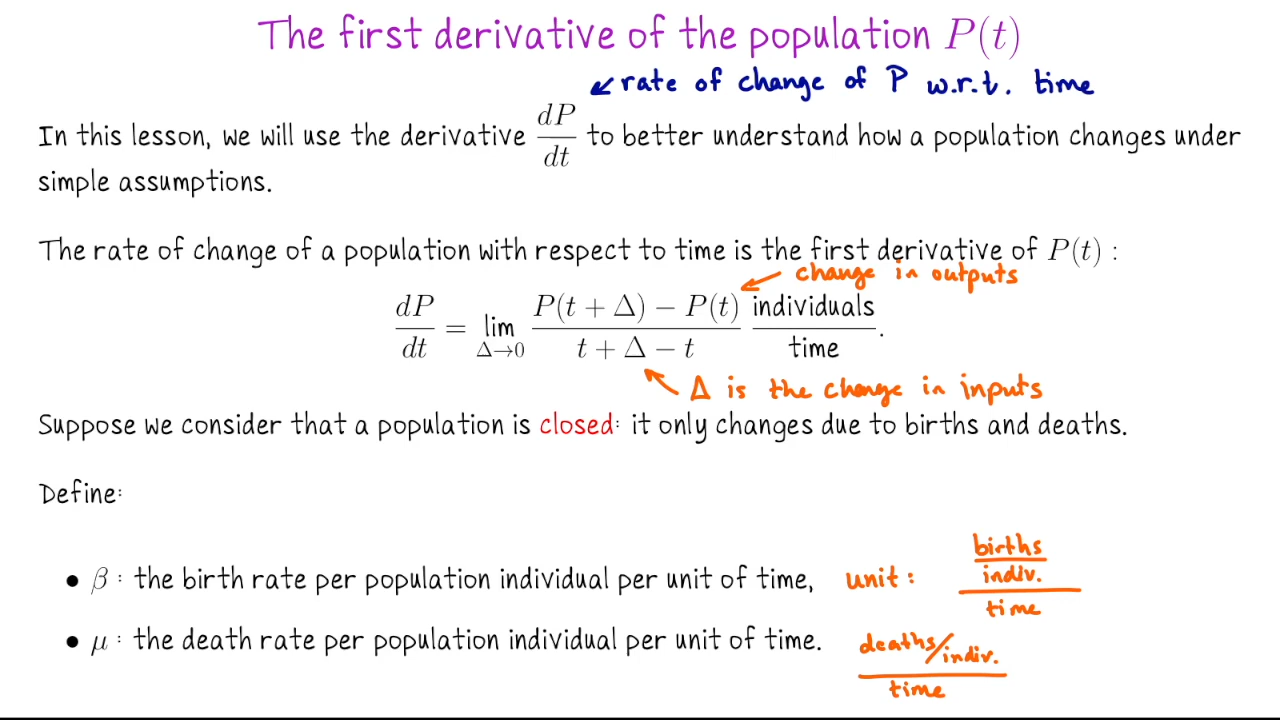 The first derivative of the population P(t)
↙ rate of change of P w.r.t. time
In this lesson, we will use the derivative dP/dt to better understand how a population changes under
simple assumptions.
The rate of change of a population with respect to time is the first derivative of P(t) :
change in outputs
dP/dt = lim Δ→0 (P(t + Δ) − P(t))/(t + Δ − t) individuals/time.
Δ is the change in inputs
Suppose we consider that a population is closed: it only changes due to births and deaths.
Define:
• β : the birth rate per population individual per unit of time, unit: births/indiv./time
• μ : the death rate per population individual per unit of time. deaths/indiv./time